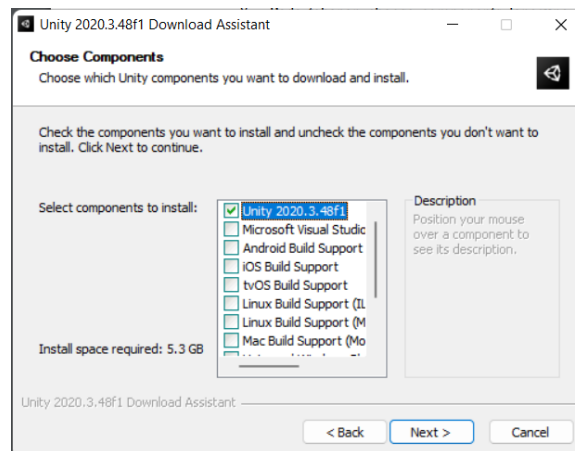 Unity 2020.3.48f1 Download Assistant
Choose Components
Choose which Unity components you want to download and install.
Check the components you want to install and uncheck the components you don't want to
install. Click Next to continue.
Select components to install:
Unity 2020.3.48f1
Microsoft Visual Studic
Android Build Support
iOS Build Support
tvOS Build Support
Linux Build Support (IL
Linux Build Support (M
Mac Build Support (Mo
Description
Position your mouse
over a component to
see its description.
Install space required: 5.3 GB
Unity 2020.3.48f1 Download Assistant
< Back
Next >
Cancel